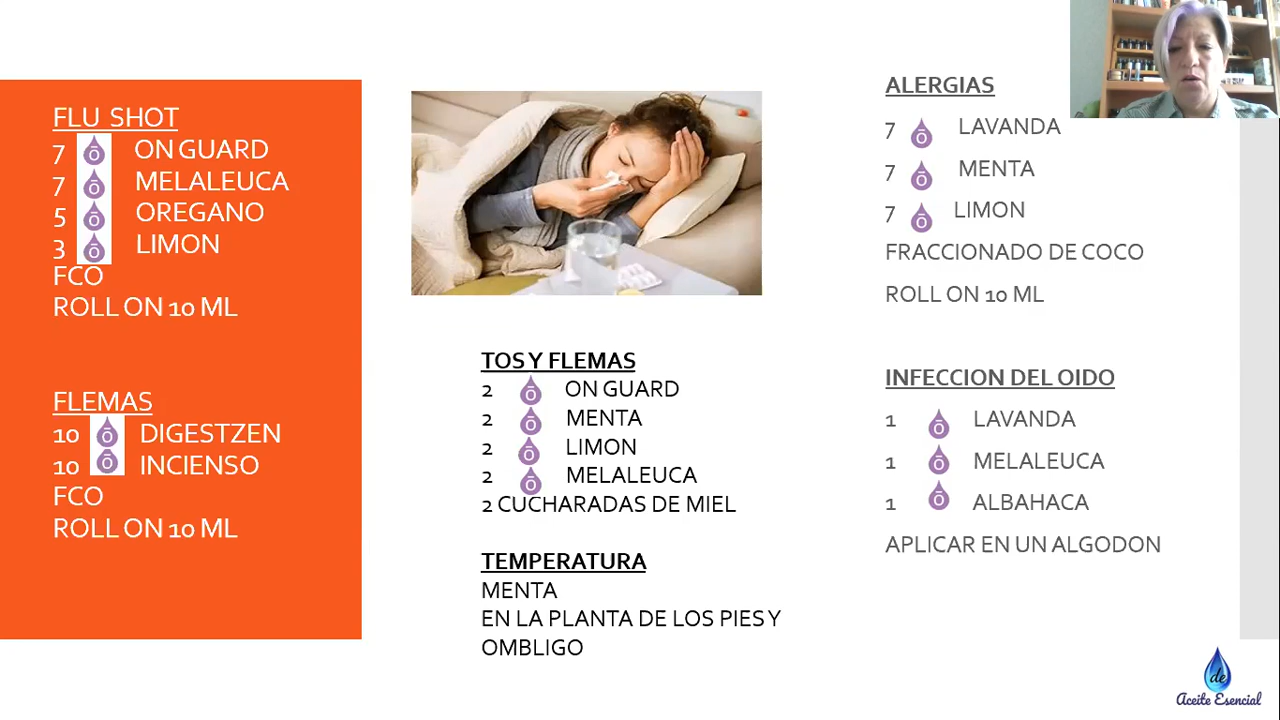 FLU SHOT
7 ō ON GUARD
7 ō MELALEUCA
5 ō OREGANO
3 ō LIMON
FCO
ROLL ON 10 ML
FLEMAS
10 ō DIGESTZEN
10 ō INCIENSO
FCO
ROLL ON 10 ML
TOS Y FLEMAS
2 ō ON GUARD
2 ō MENTA
2 ō LIMON
2 ō MELALEUCA
2 CUCHARADAS DE MIEL
TEMPERATURA
MENTA
EN LA PLANTA DE LOS PIES Y
OMBLIGO
ALERGIAS
7 ō LAVANDA
7 ō MENTA
7 ō LIMON
FRACCIONADO DE COCO
ROLL ON 10 ML
INFECCION DEL OIDO
1 ō LAVANDA
1 ō MELALEUCA
1 ō ALBAHACA
APLICAR EN UN ALGODON
de
Aceite Esencial